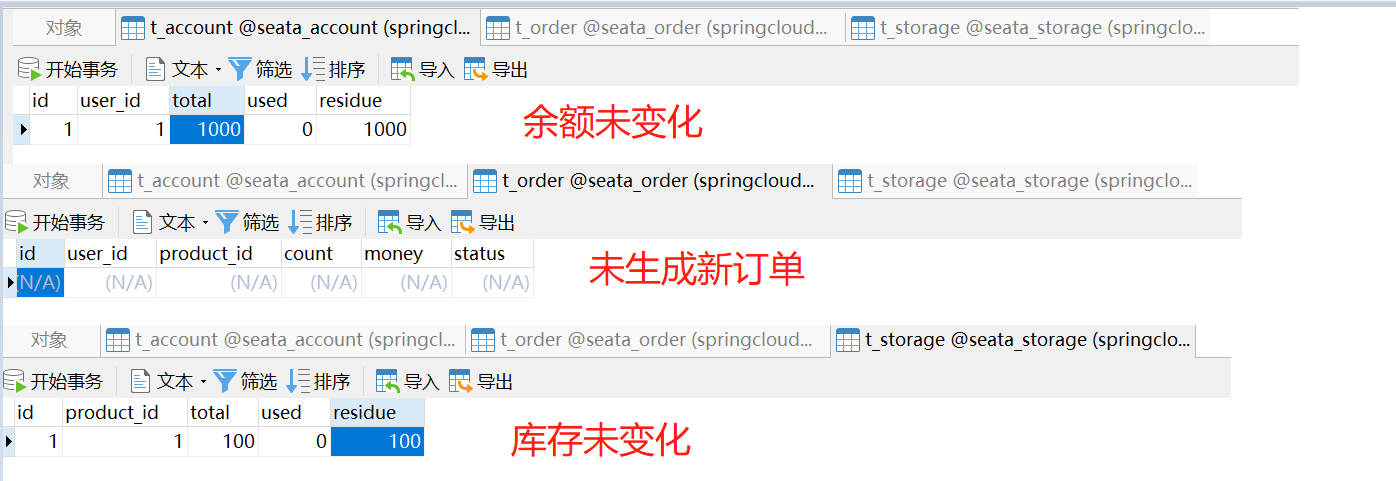 对象 t_account @seata_account (springcl... t_order @seata_order (springcloud... t_storage @seata_storage (springclo...
开始事务 文本 筛选 排序 导入 导出
id user_id total used residue
1 1 1000 0 1000
余额未变化
对象 t_account @seata_account (springcl... t_order @seata_order (springcloud... t_storage @seata_storage (springclo...
开始事务 文本 筛选 排序 导入 导出
id user_id product_id count money status
(N/A) (N/A) (N/A) (N/A) (N/A) (N/A)
未生成新订单
对象 t_account @seata_account (springcl... t_order @seata_order (springcloud... t_storage @seata_storage (springclo...
开始事务 文本 筛选 排序 导入 导出
id product_id total used residue
1 1 100 0 100
库存未变化